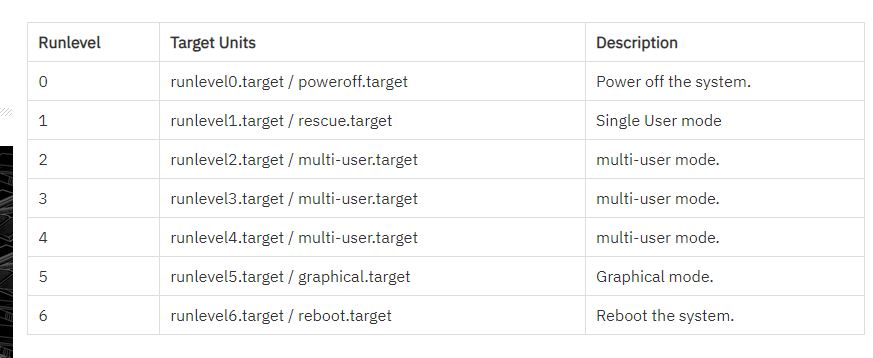 Runlevel Target Units Description
0 runlevel0.target / poweroff.target Power off the system.
1 runlevel1.target / rescue.target Single User mode
2 runlevel2.target / multi-user.target multi-user mode.
3 runlevel3.target / multi-user.target multi-user mode.
4 runlevel4.target / multi-user.target multi-user mode.
5 runlevel5.target / graphical.target Graphical mode.
6 runlevel6.target / reboot.target Reboot the system.